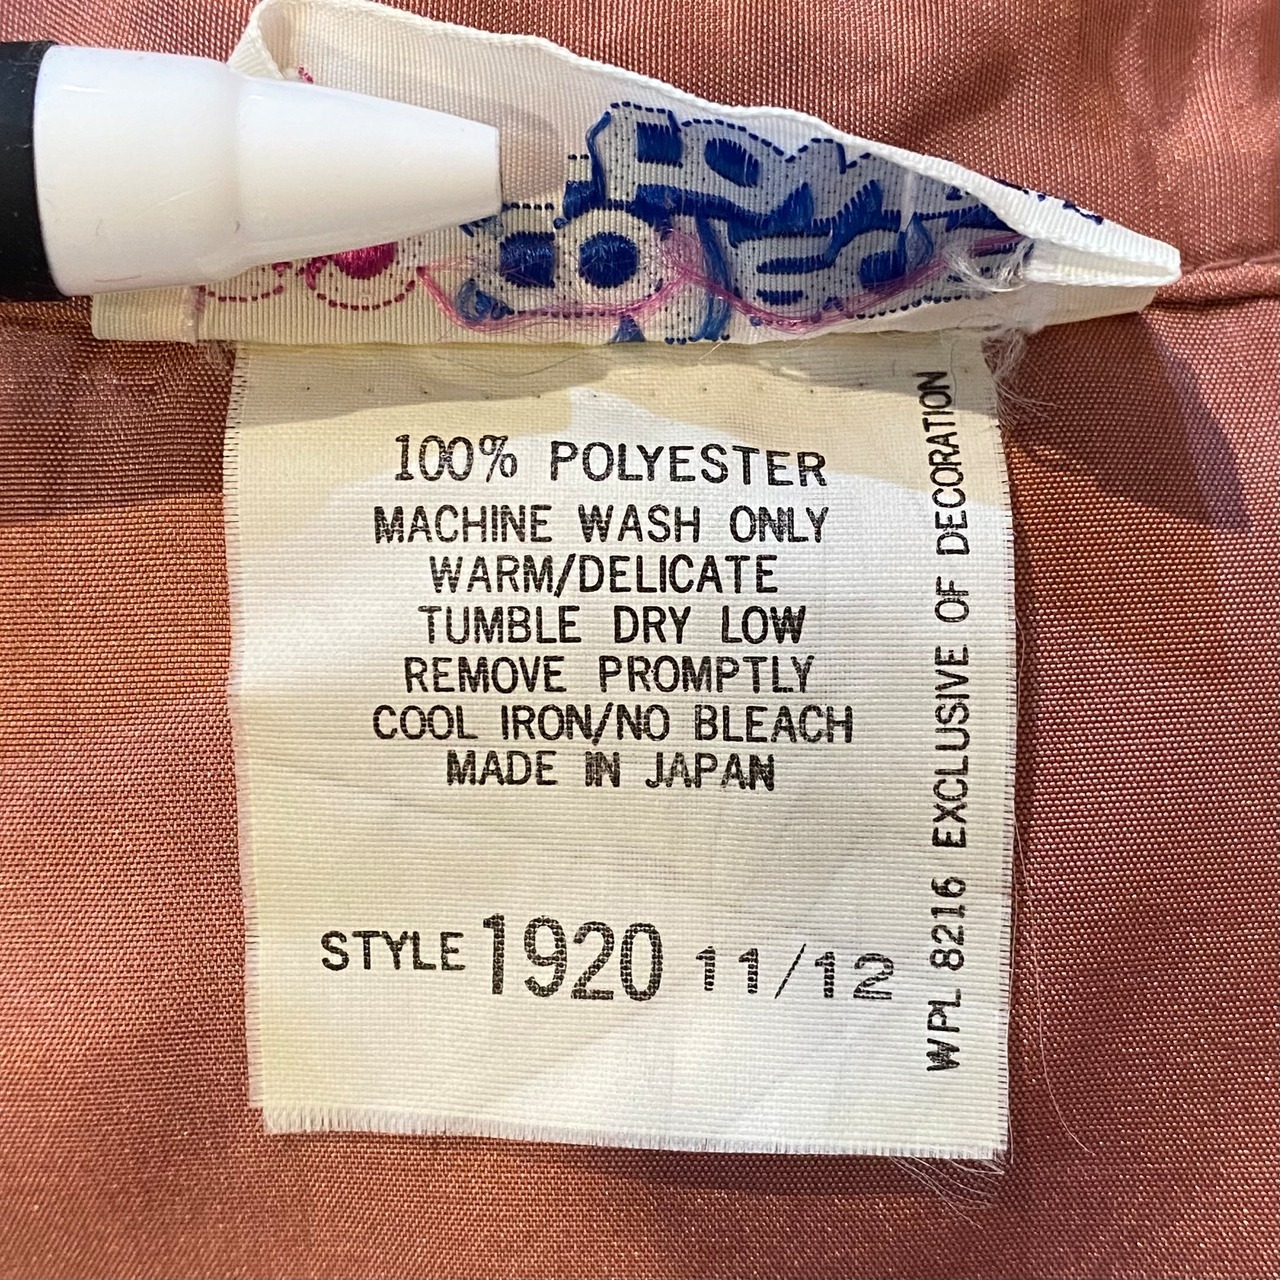 100% POLYESTER
MACHINE WASH ONLY
WARM/DELICATE
TUMBLE DRY LOW
REMOVE PROMPTLY
COOL IRON/NO BLEACH
MADE IN JAPAN
STYLE 1920 11/12
WPL 8216 EXCLUSIVE OF DECORATION